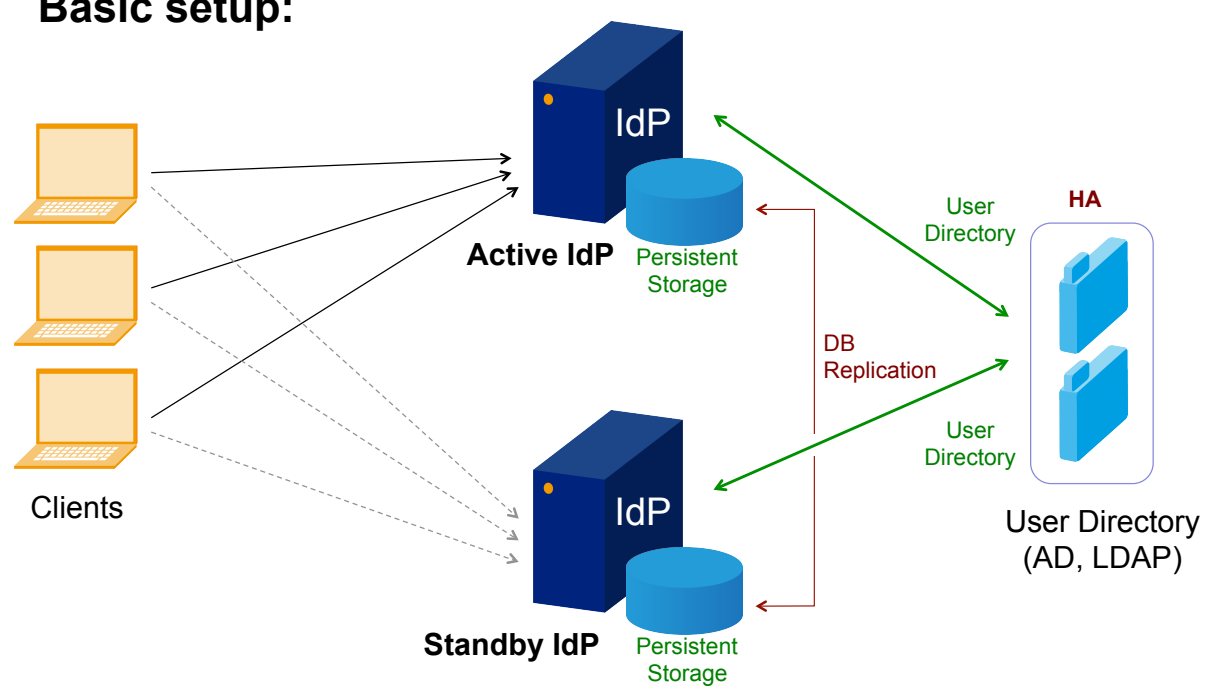 Basic setup:
IdP
Active IdP
Persistent
Storage
User
Directory
HA
DB
Replication
User
Directory
Clients
IdP
User Directory
(AD, LDAP)
Standby IdP
Persistent
Storage